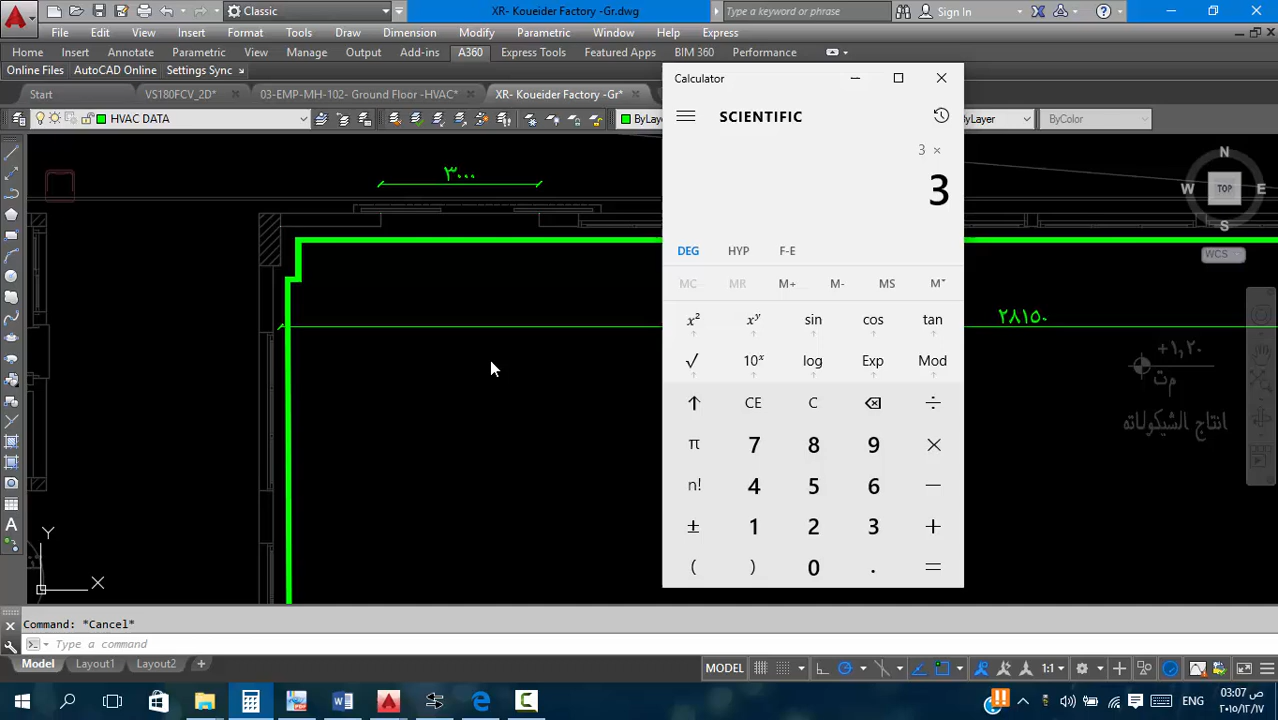 Classic
XR- Koueider Factory -Gr.dwg
Type a keyword or phrase
Sign In
File Edit View Insert Format Tools Draw Dimension Modify Parametric Window Help Express
Home Insert Annotate Parametric View Manage Output Add-ins A360 Express Tools Featured Apps BIM 360 Performance
Online Files AutoCAD Online Settings Sync
Start VS180FCV_2D* 03-EMP-MH-102- Ground Floor -HVAC* XR- Koueider Factory -Gr*
HVAC DATA
ByLayer
ByColor
Calculator
SCIENTIFIC
3 ×
3
DEG HYP F-E
MC MR M+ M- MS M˅
x² xʸ sin cos tan
√ 10ˣ log Exp Mod
↑ CE C ÷
π 7 8 9 ×
n! 4 5 6 −
± 1 2 3 +
( ) 0 . =
٣٠٠٠
٢٨١٥٠
+١,٢٠
م.ت
انتاج الشيكولاته
N
W TOP E
S
WCS
Y
X
Command: *Cancel*
Type a command
Model Layout1 Layout2 +
MODEL
1:1
ENG
03:07 ص
٢٠١٥/١٢/١٧